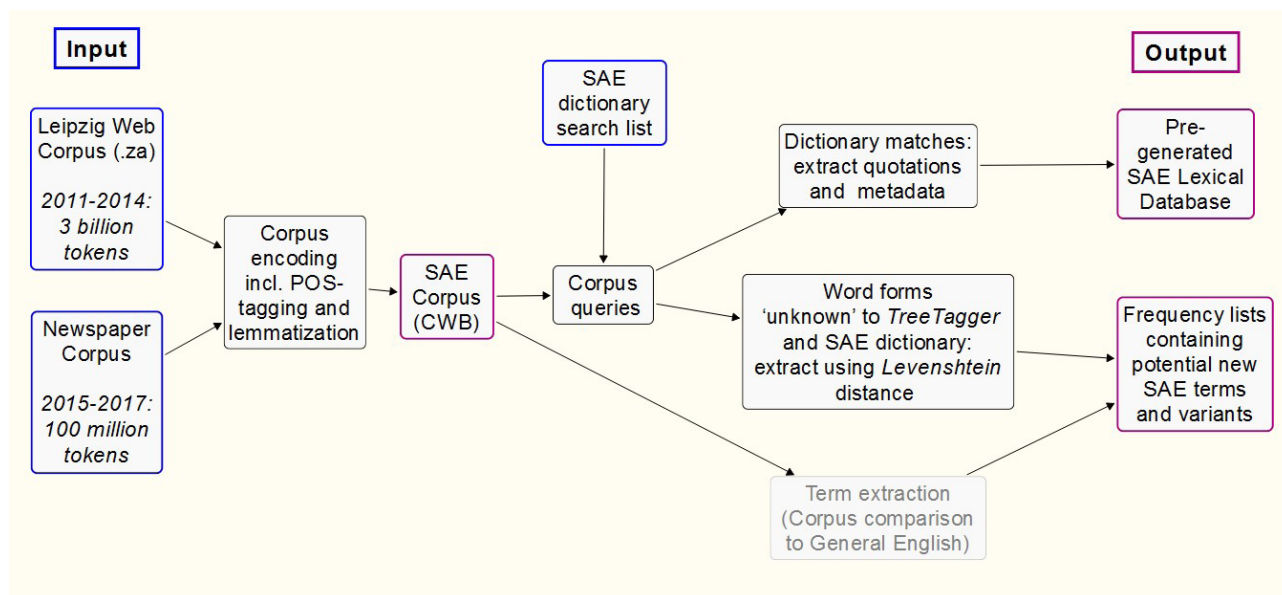 Input
Output
Leipzig Web
Corpus (.za)
2011-2014:
3 billion
tokens
Newspaper
Corpus
2015-2017:
100 million
tokens
Corpus
encoding
incl. POS-
tagging and
lemmatization
SAE
Corpus
(CWB)
SAE
dictionary
search list
Corpus
queries
Dictionary matches:
extract quotations
and metadata
Word forms
‘unknown’ to TreeTagger
and SAE dictionary:
extract using Levenshtein
distance
Term extraction
(Corpus comparison
to General English)
Pre-
generated
SAE Lexical
Database
Frequency lists
containing
potential new
SAE terms
and variants